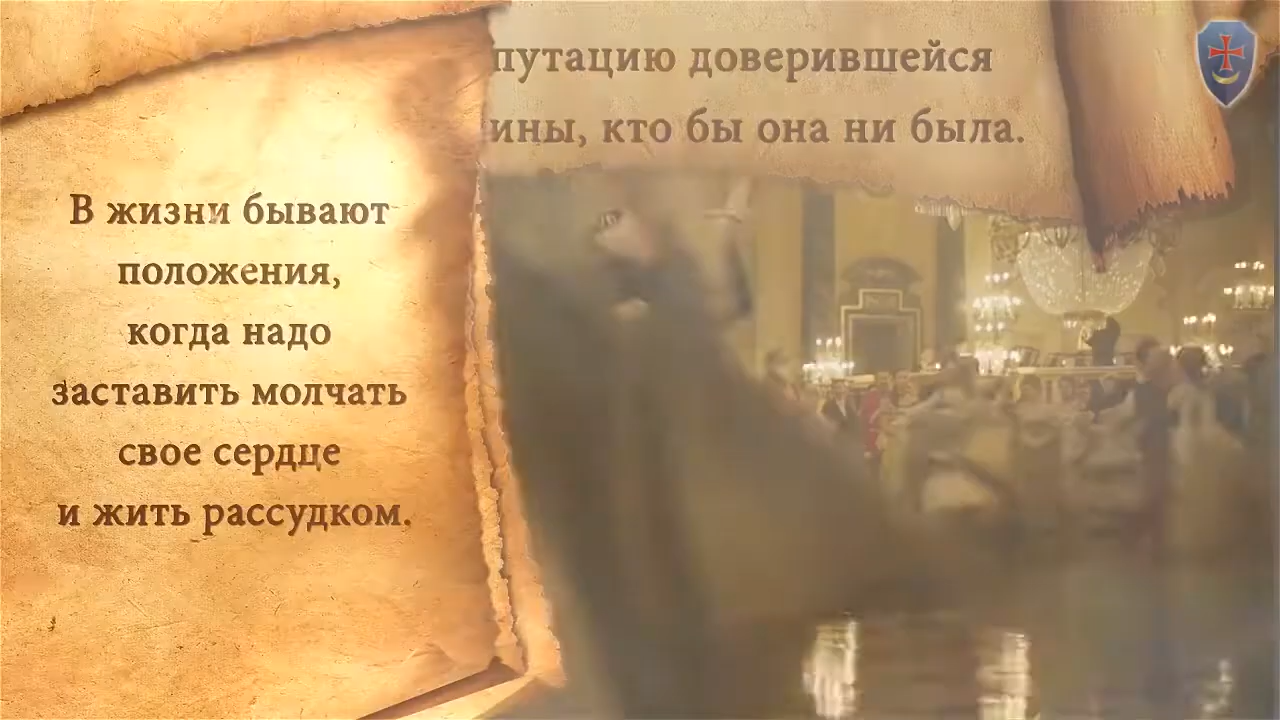 путацию доверившейся
ины, кто бы она ни была.
В жизни бывают
положения,
когда надо
заставить молчать
свое сердце
и жить рассудком.